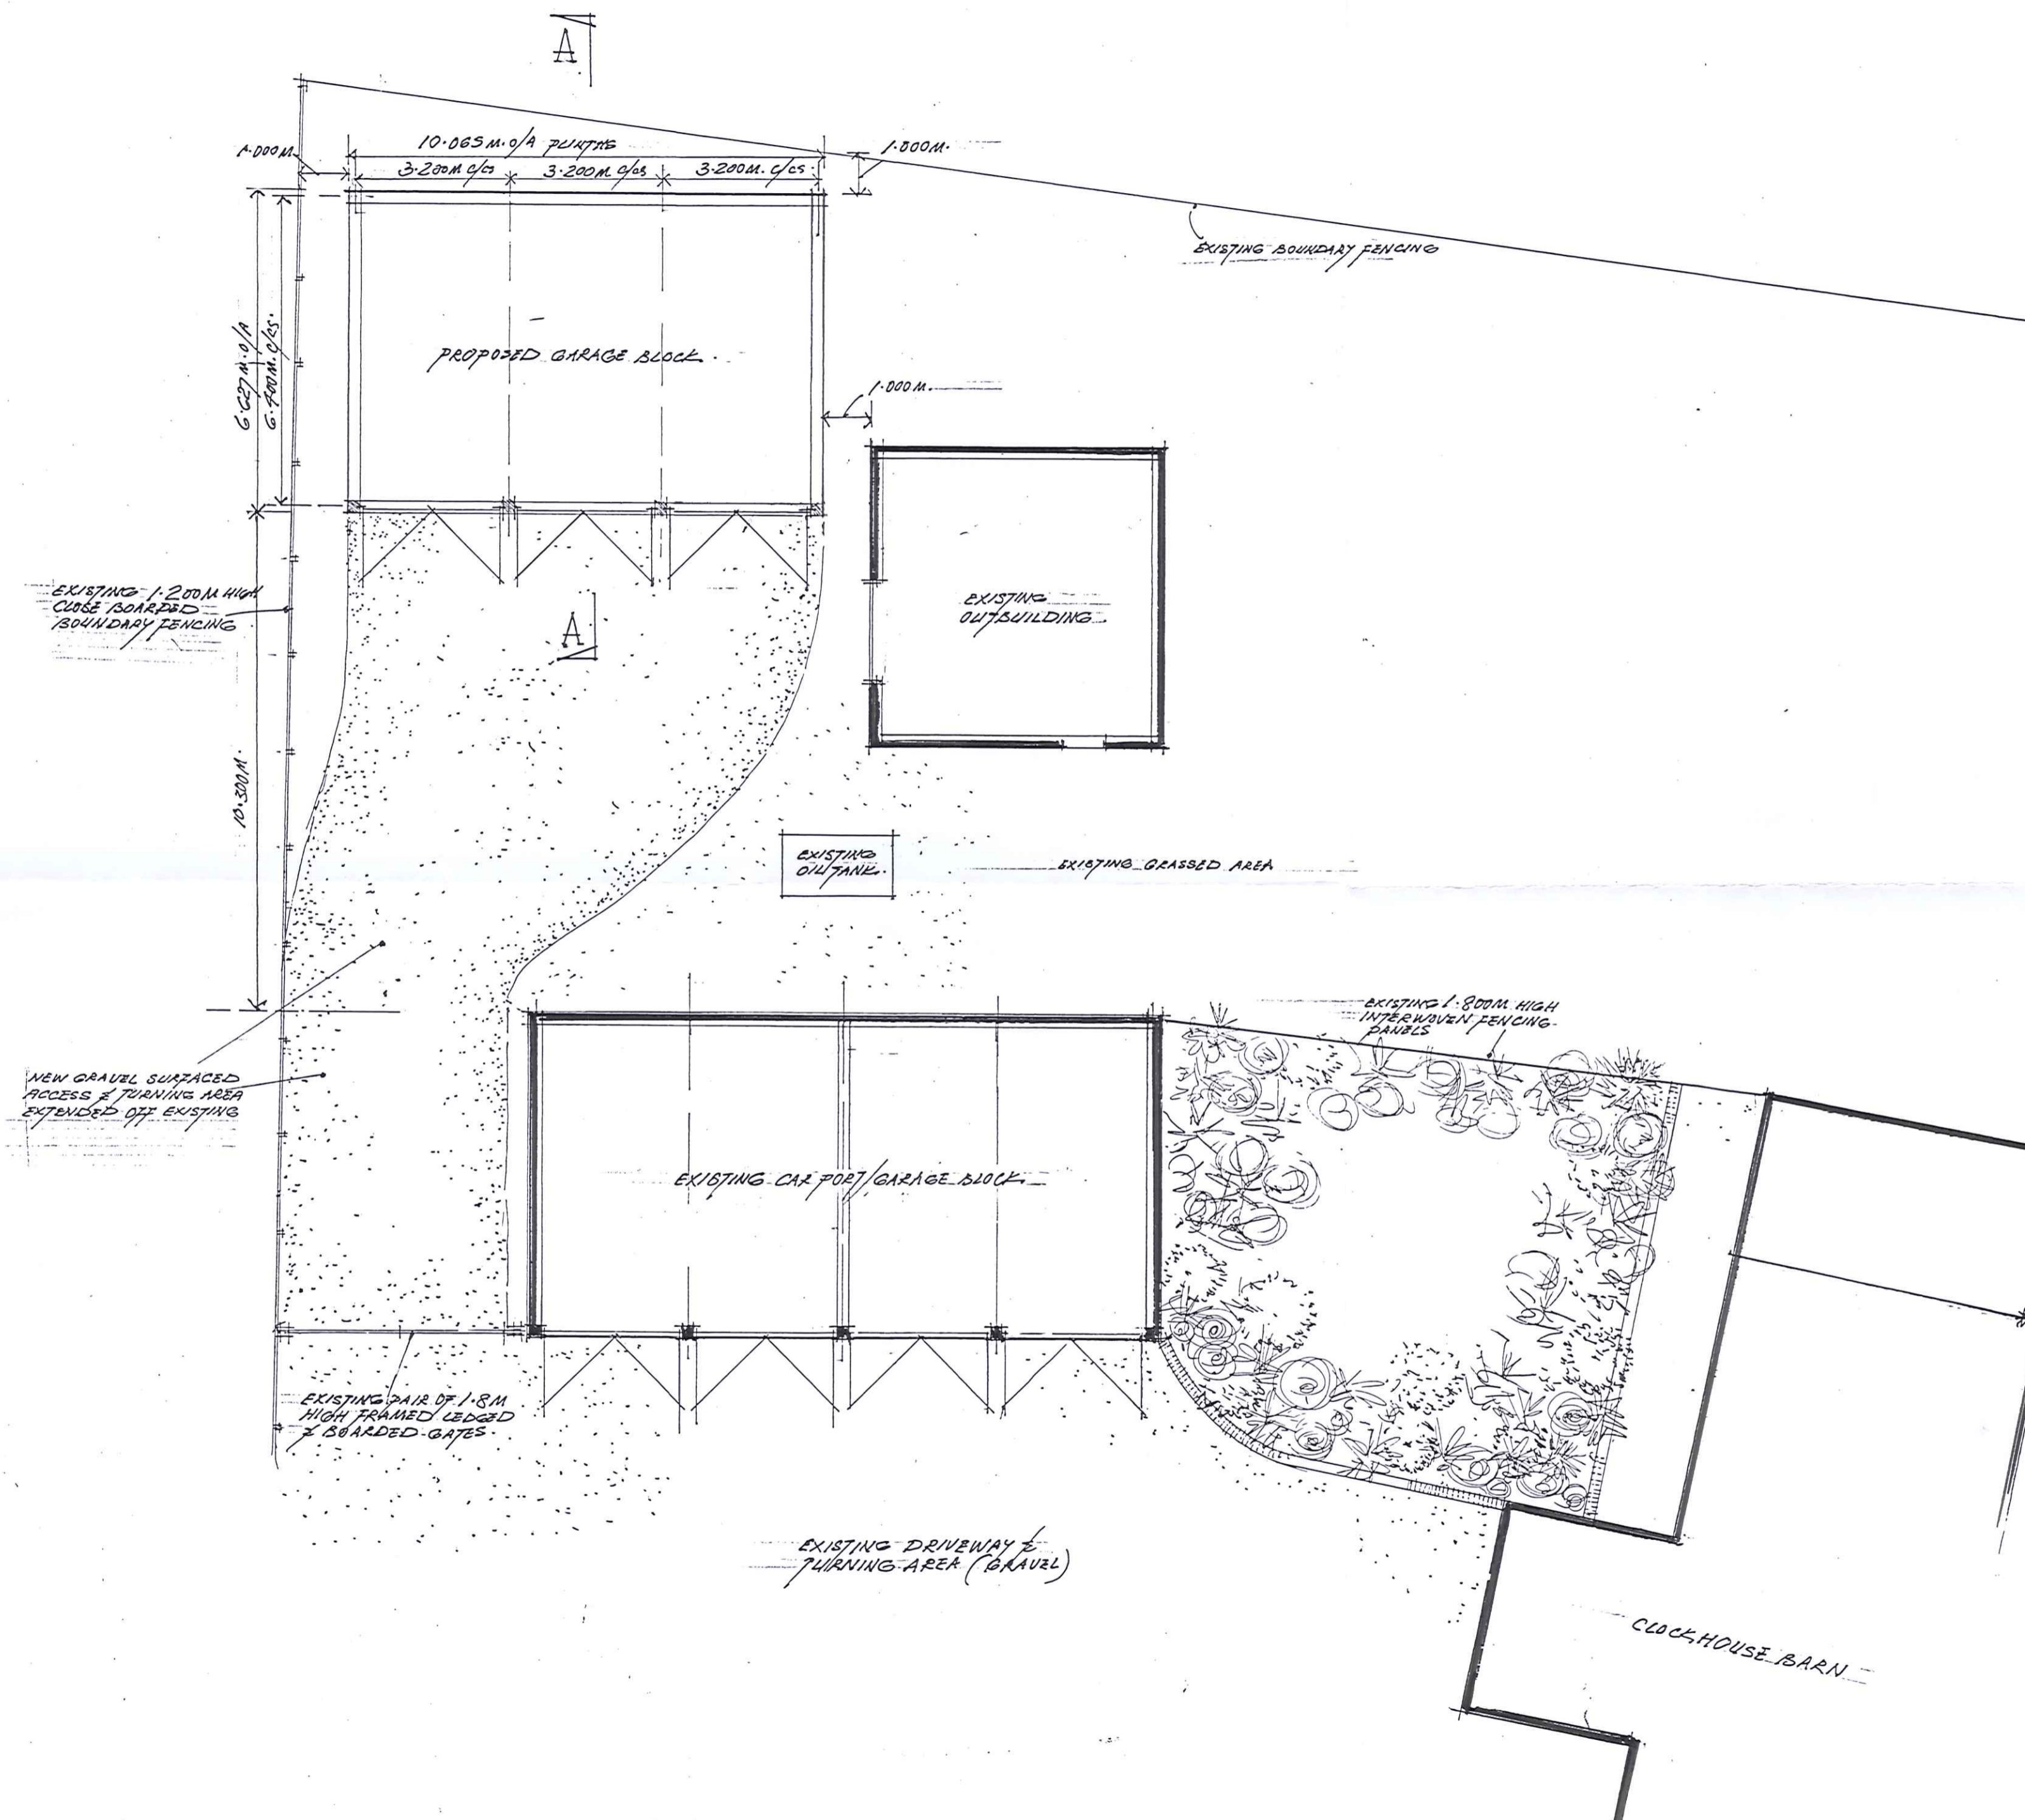 A
10.065 M. O/A PLINTHS
1.000M.
1.000M.
3.200M c/cs
3.200M c/cs
3.200M. c/cs
EXISTING BOUNDARY FENCING
6.627 M. O/A
6.400M. c/cs.
PROPOSED GARAGE BLOCK.
1.000M.
EXISTING 1.200M HIGH
CLOSE BOARDED
BOUNDARY FENCING
A
EXISTING
OUTBUILDING
10.300M.
EXISTING
OIL TANK.
EXISTING GRASSED AREA
EXISTING 1.800M HIGH
INTERWOVEN FENCING
PANELS
NEW GRAVEL SURFACED
ACCESS & TURNING AREA
EXTENDED OFF EXISTING
EXISTING CAR PORT/GARAGE BLOCK
EXISTING PAIR OF 1.8M
HIGH FRAMED LEDGED
& BOARDED GATES.
EXISTING DRIVEWAY &
TURNING AREA (GRAVEL)
CLOCKHOUSE BARN